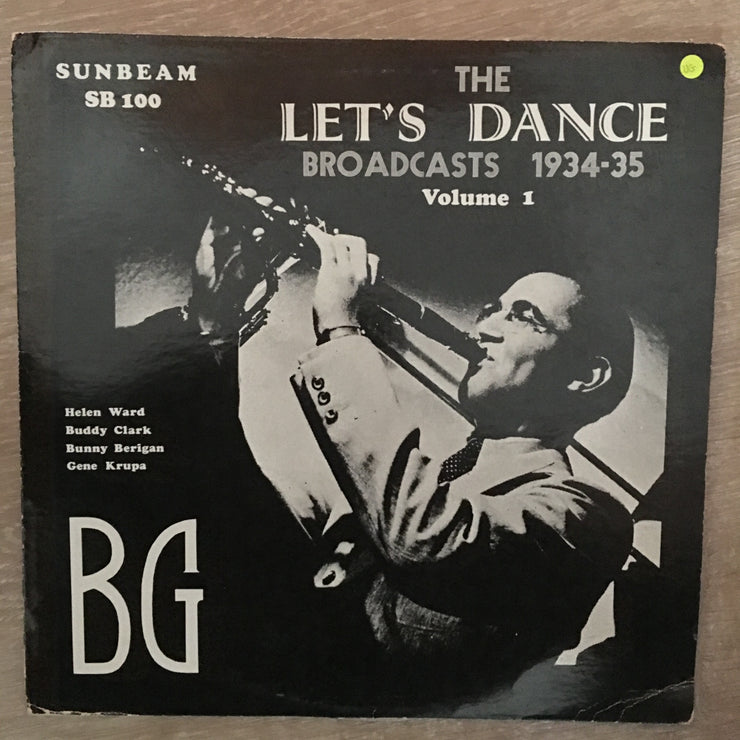 SUNBEAM
SB 100
THE
LET'S DANCE
BROADCASTS 1934-35
Volume 1
Helen Ward
Buddy Clark
Bunny Berigan
Gene Krupa
BG